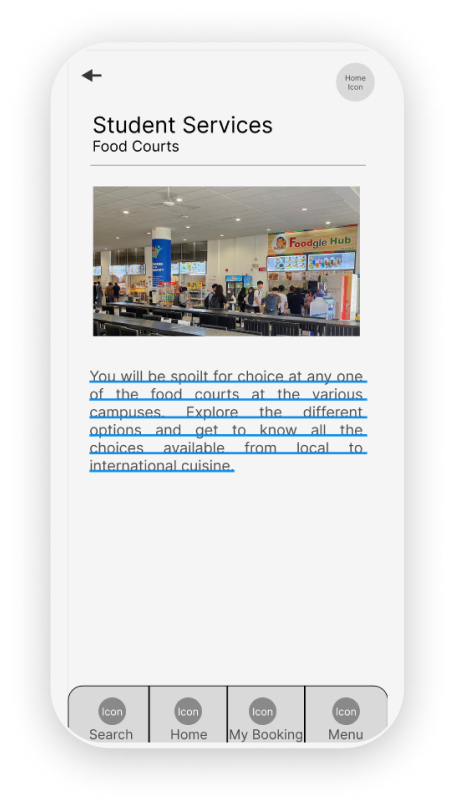 Home
Icon
Student Services
Food Courts
Foodgle Hub
You will be spoilt for choice at any one
of the food courts at the various
campuses. Explore the different
options and get to know all the
choices available from local to
international cuisine.
Icon
Icon
Icon
Icon
Search
Home
My Booking
Menu